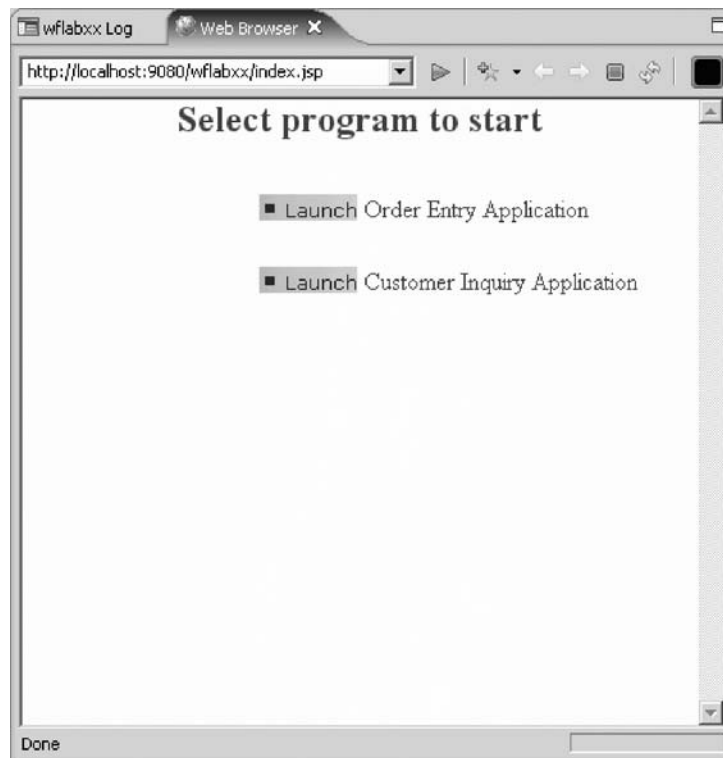 wflabxx Log Web Browser
http://localhost:9080/wflabxx/index.jsp
Select program to start
Launch Order Entry Application
Launch Customer Inquiry Application
Done